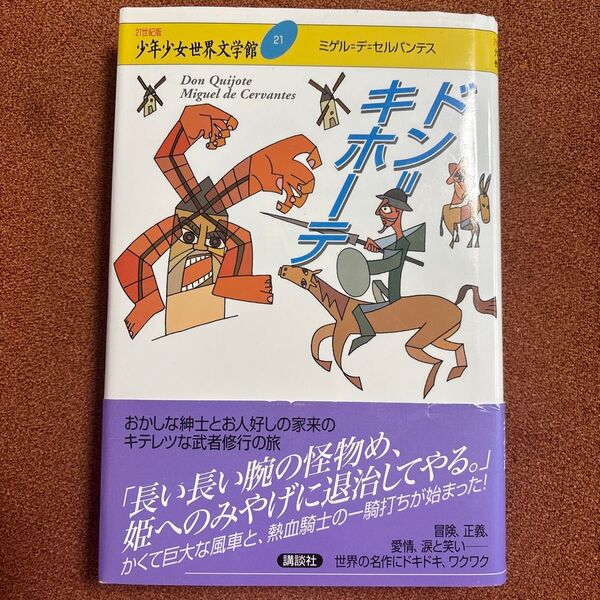 21世紀版
少年少女世界文学館
21
ミゲル=デ=セルバンテス
Don Quijote
Miguel de Cervantes
ドン=
キホーテ
おかしな紳士とお人好しの家来の
キテレツな武者修行の旅
「長い長い腕の怪物め、
姫へのみやげに退治してやる。」
かくて巨大な風車と、熱血騎士の一騎打ちが始まった!
冒険、正義、
愛情、涙と笑い——
世界の名作にドキドキ、ワクワク
講談社